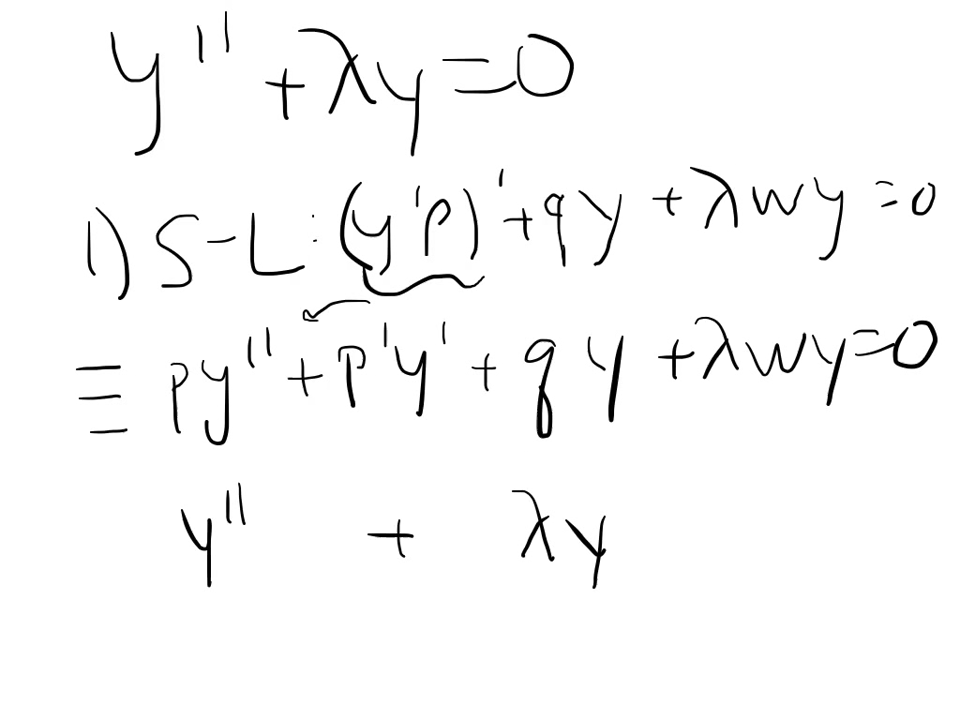 y'' + λy = 0
1) S-L: (y'p)' + qy + λwy = 0
≡ py'' + p'y' + qy + λwy = 0
y'' + λy